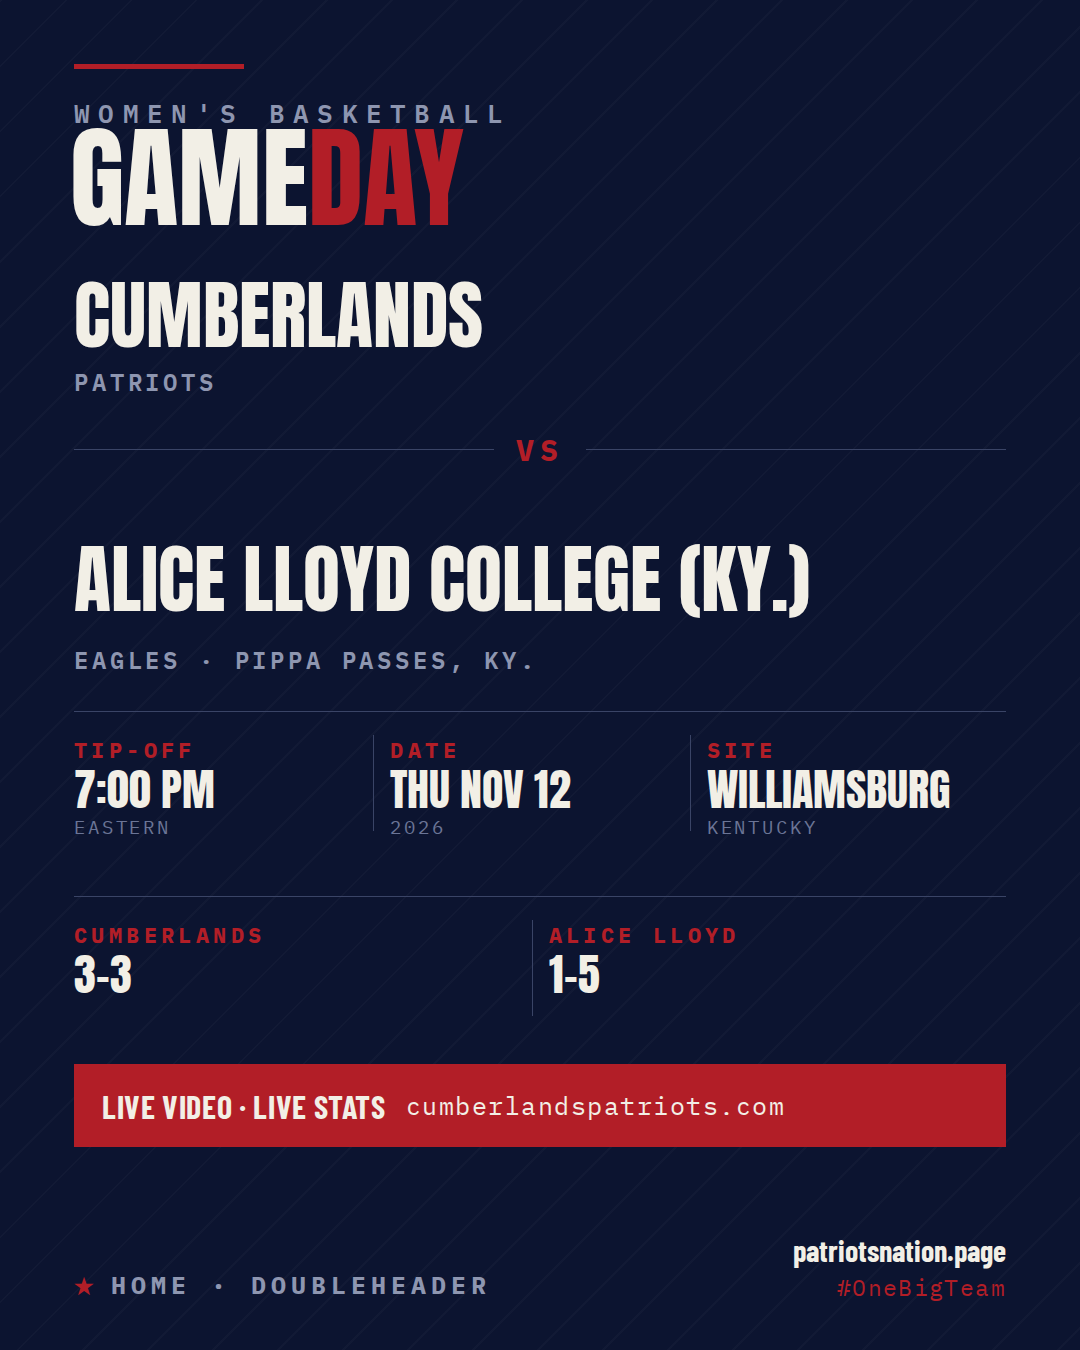 WOMEN'S BASKETBALL
GAMEDAY
CUMBERLANDS
PATRIOTS
VS
ALICE LLOYD COLLEGE (KY.)
EAGLES · PIPPA PASSES, KY.
TIP-OFF
7:00 PM
EASTERN
DATE
THU NOV 12
2026
SITE
WILLIAMSBURG
KENTUCKY
CUMBERLANDS
3-3
ALICE LLOYD
1-5
LIVE VIDEO · LIVE STATS cumberlandspatriots.com
★ HOME · DOUBLEHEADER
patriotsnation.page
#OneBigTeam